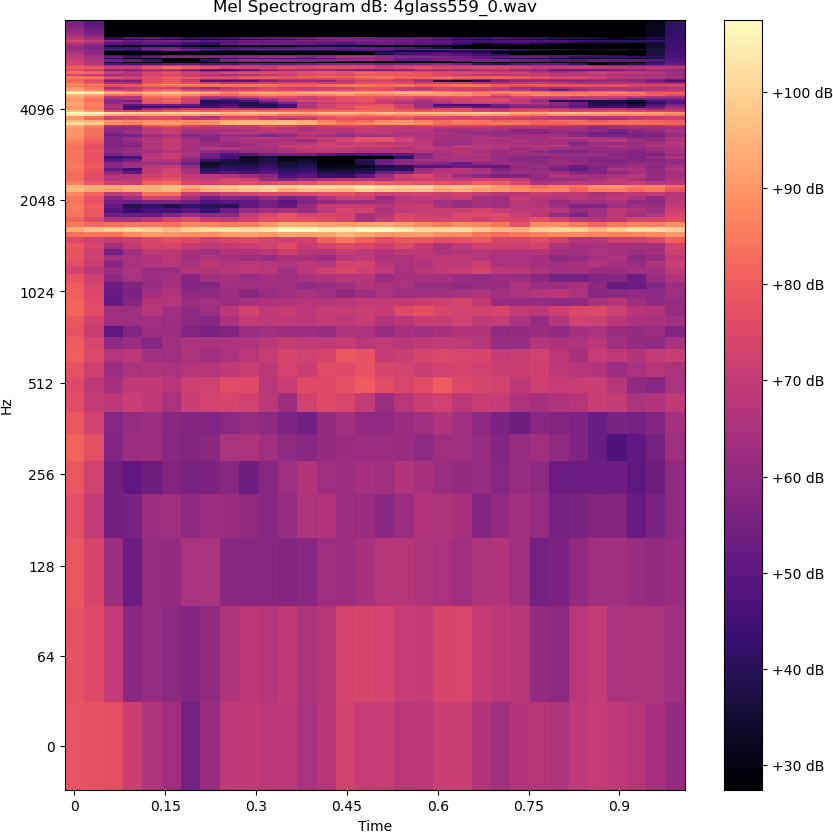 Mel Spectrogram dB: 4glass559_0.wav
4096
2048
1024
512
256
128
64
0
Hz
0 0.15 0.3 0.45 0.6 0.75 0.9
Time
+100 dB
+90 dB
+80 dB
+70 dB
+60 dB
+50 dB
+40 dB
+30 dB